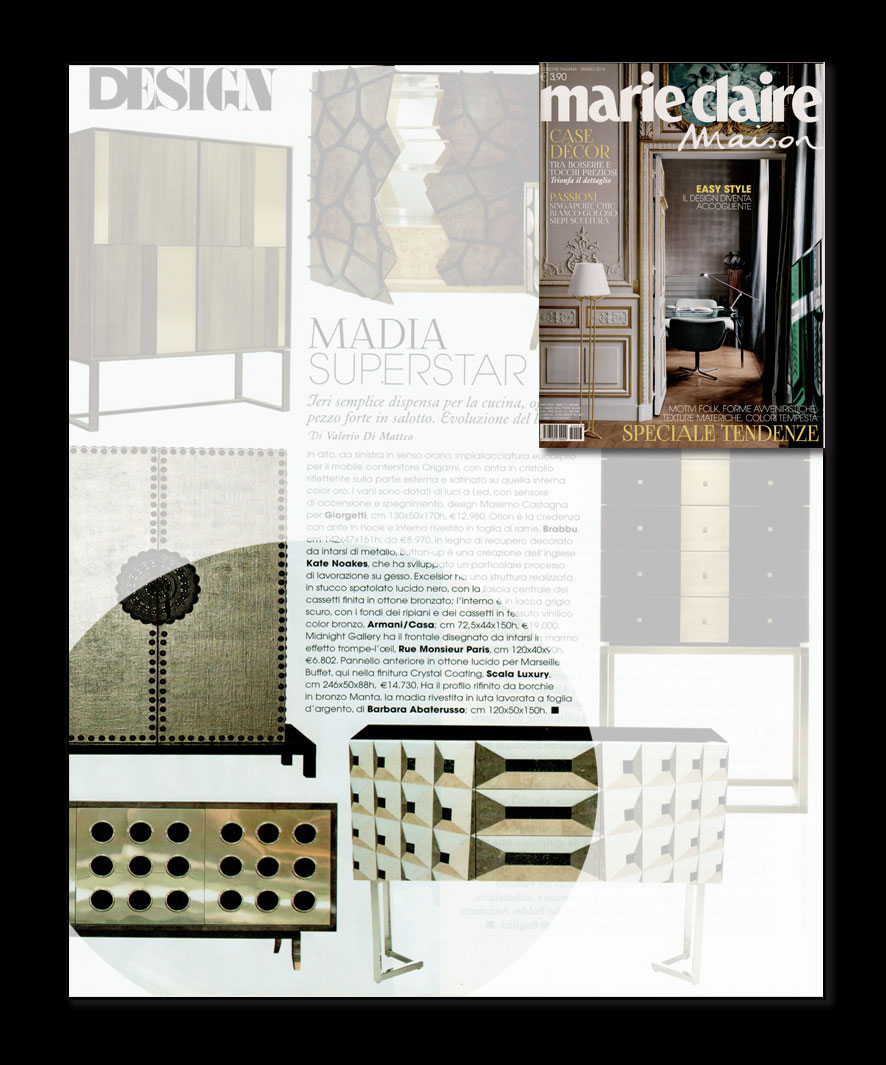 DESIGN
EDIZIONE ITALIANA - MARZO 2014
€ 3,90
marie claire
Maison
CASE
DÉCOR
TRA BOISERIE E
TOCCHI PREZIOSI
Trionfa il dettaglio
PASSIONI
SINGAPORE CHIC
BIANCO GOLOSO
SIEPI SCULTURA
EASY STYLE
IL DESIGN DIVENTA
ACCOGLIENTE
MOTIVI FOLK, FORME AVVENIRISTICHE,
TEXTURE MATERICHE, COLORI TEMPESTA
SPECIALE TENDENZE
MADIA
SUPERSTAR
Ieri semplice dispensa per la cucina,
pezzo forte in salotto. Evoluzione del
Di Valerio Di Matteo
In alto, da sinistra in senso orario, impiallacciatura eucalipto
per il mobile contenitore Origami, con anta in cristallo
riflettente sulla parte esterna e satinato su quella interna
color oro. I vani sono dotati di luci a Led, con sensore
di accensione e spegnimento, design Massimo Castagna
per Giorgetti, cm 130x50x170h, €12.980. Orion è la credenza
con ante in noce e interno rivestito in foglia di rame, Brabbu,
cm 142x47x161h, da €8.970. In legno di recupero decorato
da intarsi di metallo, Button-up è una creazione dell'inglese
Kate Noakes, che ha sviluppato un particolare processo
di lavorazione su gesso. Excelsior ha una struttura realizzata
in stucco spatolato lucido nero, con la fascia centrale dei
cassetti finita in ottone bronzato; l'interno è in lacca grigio
scuro, con i fondi dei ripiani e dei cassetti in tessuto vinilico
color bronzo, Armani/Casa; cm 72,5x44x150h, €19.000.
Midnight Gallery ha il frontale disegnato da intarsi in marmo
effetto trompe-l'œil, Rue Monsieur Paris, cm 120x40x90h,
€6.802. Pannello anteriore in ottone lucido per Marseille
Buffet, qui nella finitura Crystal Coating, Scala Luxury,
cm 246x50x88h, €14.730. Ha il profilo rifinito da borchie
in bronzo Manta, la madia rivestita in iuta lavorata a foglia
d'argento, di Barbara Abaterusso; cm 120x50x150h. ■